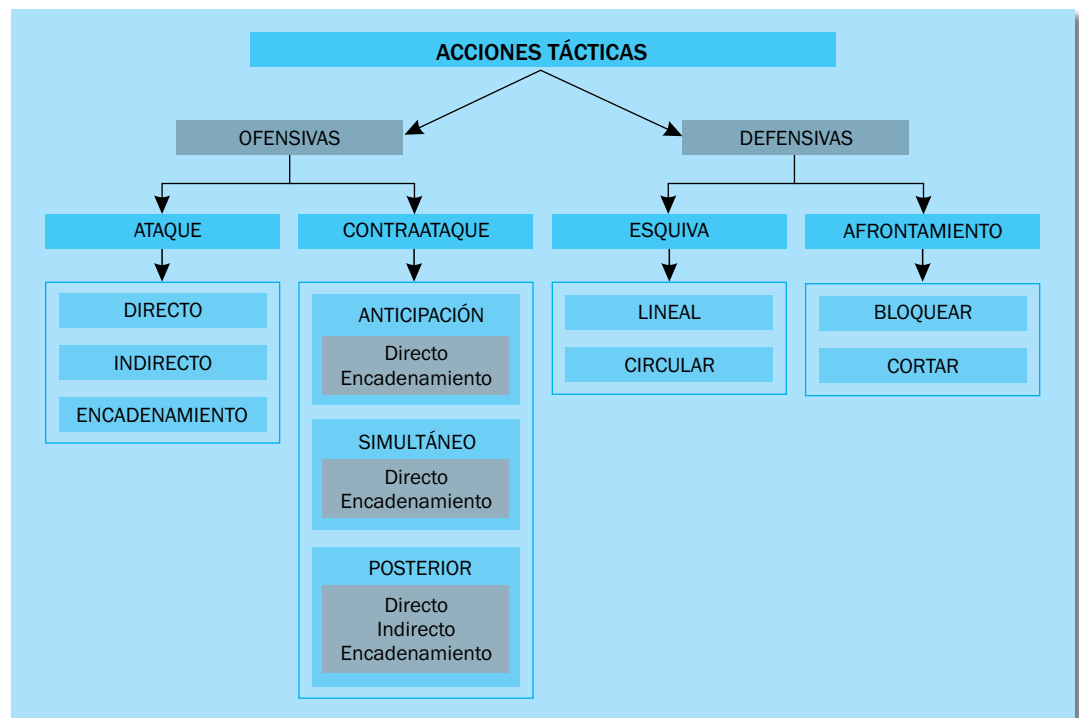 ACCIONES TÁCTICAS
OFENSIVAS
DEFENSIVAS
ATAQUE
CONTRAATAQUE
ESQUIVA
AFRONTAMIENTO
DIRECTO
INDIRECTO
ENCADENAMIENTO
ANTICIPACIÓN
Directo
Encadenamiento
SIMULTÁNEO
Directo
Encadenamiento
POSTERIOR
Directo
Indirecto
Encadenamiento
LINEAL
CIRCULAR
BLOQUEAR
CORTAR